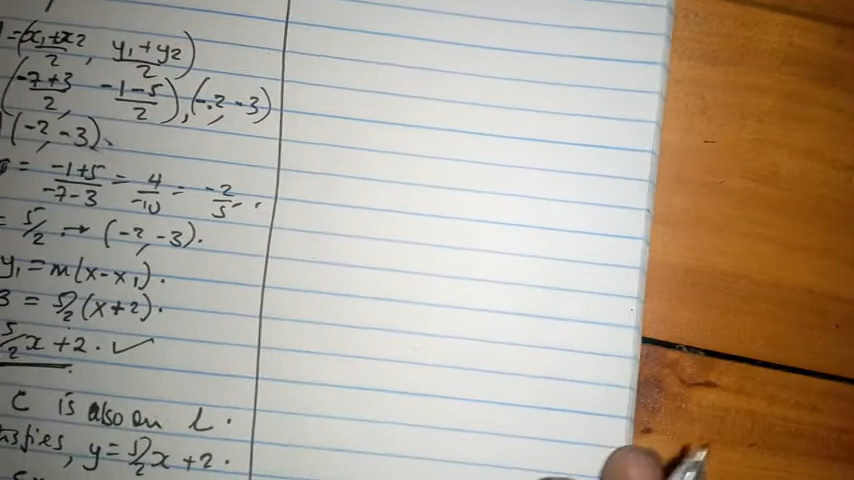 = (x₁+x₂/2, y₁+y₂/2)
(-7+3/2, -1-5/2), (-2, -3)
(-2, -3).
= -1+5/-7-3 = 4/-10 = -2/5.
= 5/2 → (-2, -3).
y₁ = m(x-x₁).
3 = 5/2(x+2).
5/2x + 2. ✓
C is also on L.
, y = 5/2x + 2.